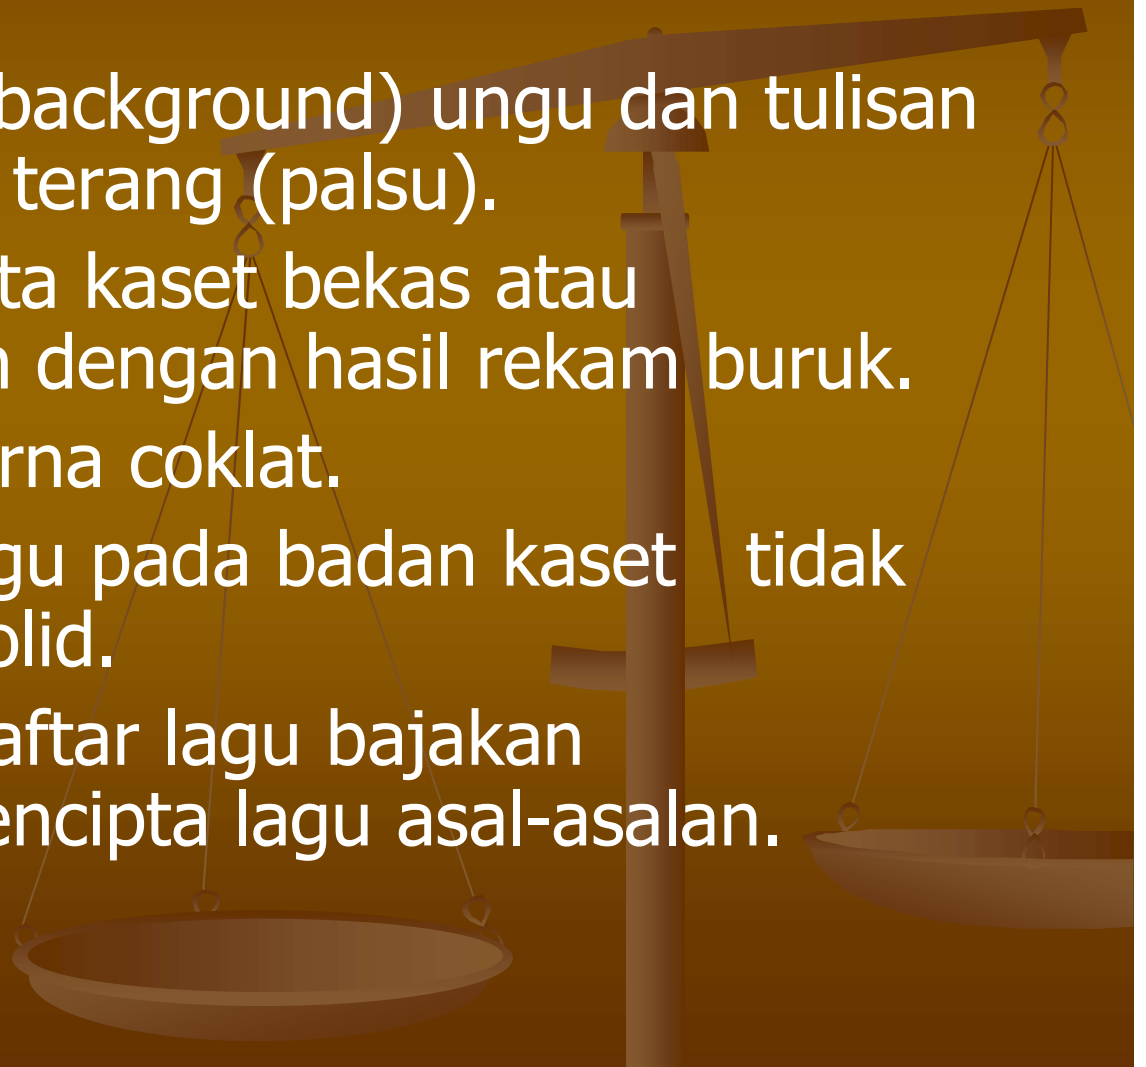 background) ungu dan tulisan
terang (palsu).
ta kaset bekas atau
dengan hasil rekam buruk.
rna coklat.
gu pada badan kaset tidak
olid.
aftar lagu bajakan
encipta lagu asal-asalan.